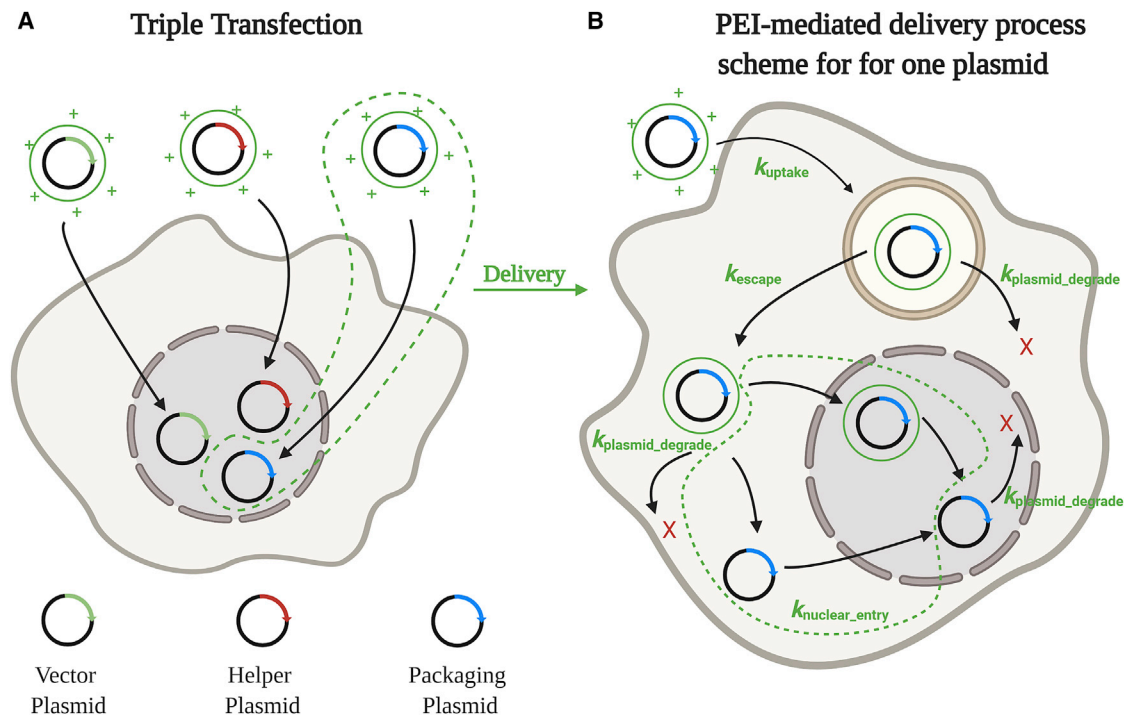 A
Triple Transfection
Delivery
Vector
Plasmid
Helper
Plasmid
Packaging
Plasmid
B
PEI-mediated delivery process
scheme for for one plasmid
kuptake
kescape
kplasmid_degrade
X
kplasmid_degrade
X
X
kplasmid_degrade
knuclear_entry